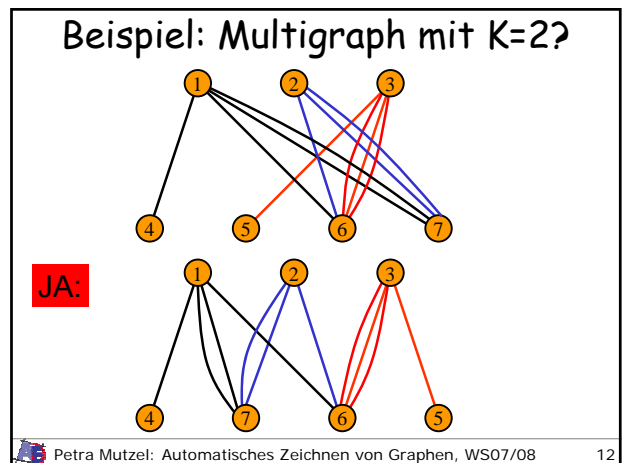 Beispiel: Multigraph mit K=2?
1 2 3
4 5 6 7
JA:
1 2 3
4 7 6 5
Petra Mutzel: Automatisches Zeichnen von Graphen, WS07/08 12